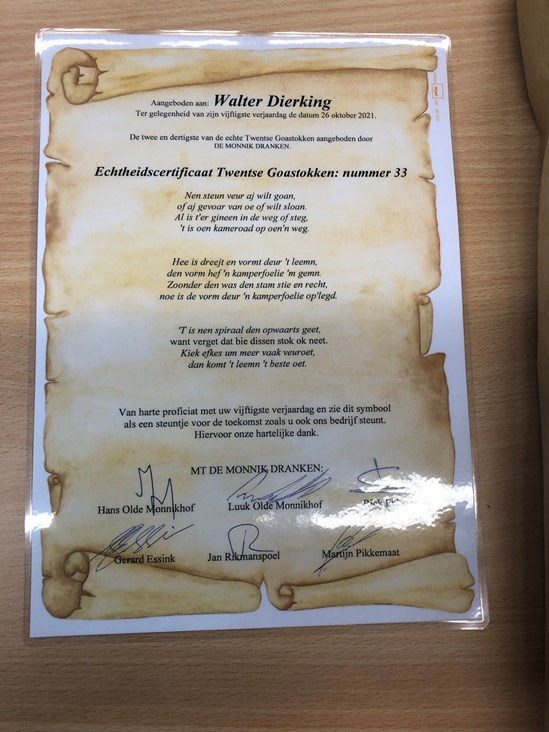 Aangeboden aan: Walter Dierking
Ter gelegenheid van zijn vijftigste verjaardag de datum 26 oktober 2021.
De twee en dertigste van de echte Twentse Goastokken aangeboden door
DE MONNIK DRANKEN.
Echtheidscertificaat Twentse Goastokken: nummer 33
Nen steun veur aj wilt goan,
of aj gevoar van oe of wilt sloan.
Al is t'er gineen in de weg of steg,
't is oen kameroad op oen'n weg.
Hee is dreejt en vormt deur 't leemn,
den vorm hef 'n kamperfoelie 'm gemn.
Zoonder den was den stam stie en recht,
noe is de vorm deur 'n kamperfoelie op'legd.
'T is nen spiraal den opwaarts geet,
want verget dat bie dissen stok ok neet.
Kiek efkes um meer vaak veuroet,
dan komt 't leemn 't beste oet.
Van harte proficiat met uw vijftigste verjaardag en zie dit symbool
als een steuntje voor de toekomst zoals u ook ons bedrijf steunt.
Hiervoor onze hartelijke dank.
MT DE MONNIK DRANKEN:
Hans Olde Monnikhof Luuk Olde Monnikhof
Gerard Essink Jan Rikmanspoel Martijn Pikkemaat